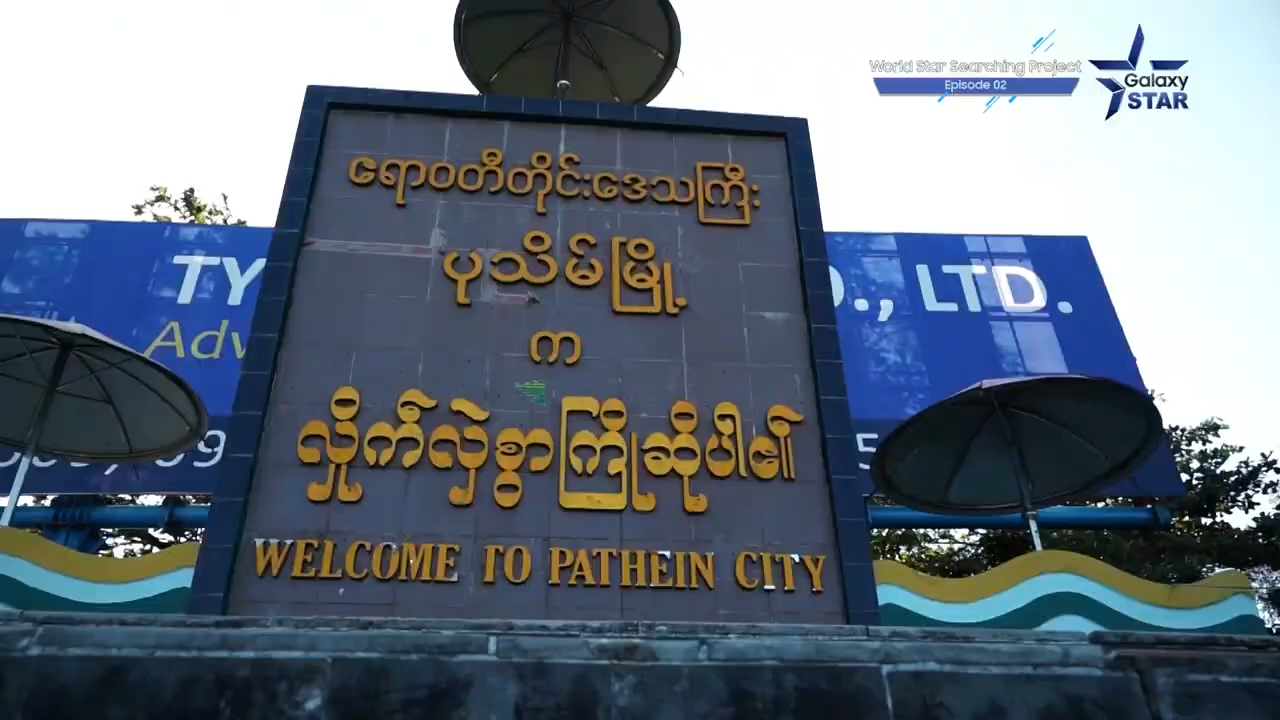 World Star Searching Project
Episode 02
Galaxy
STAR
ဧရာဝတီတိုင်းဒေသကြီး
ပုသိမ်မြို့
က
လှိုက်လှဲစွာကြိုဆိုပါ၏
WELCOME TO PATHEIN CITY
TY
LTD.